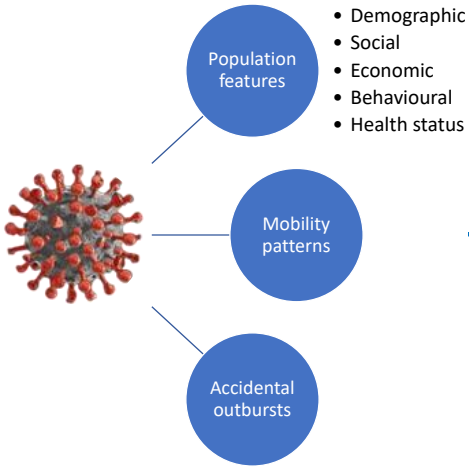 Population
features
• Demographic
• Social
• Economic
• Behavioural
• Health status
Mobility
patterns
Accidental
outbursts